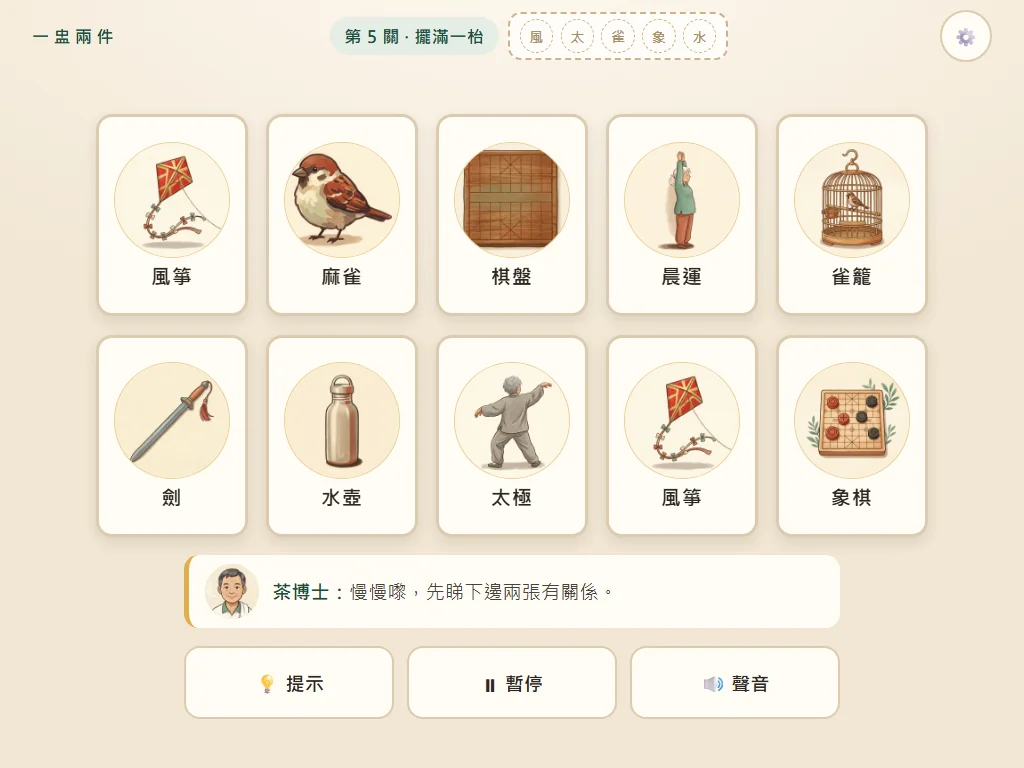 一盅兩件
第 5 關 · 擺滿一枱
風 太 雀 象 水
風箏 麻雀 棋盤 晨運 雀籠
劍 水壺 太極 風箏 象棋
茶博士：慢慢嚟，先睇下邊兩張有關係。
提示 暫停 聲音